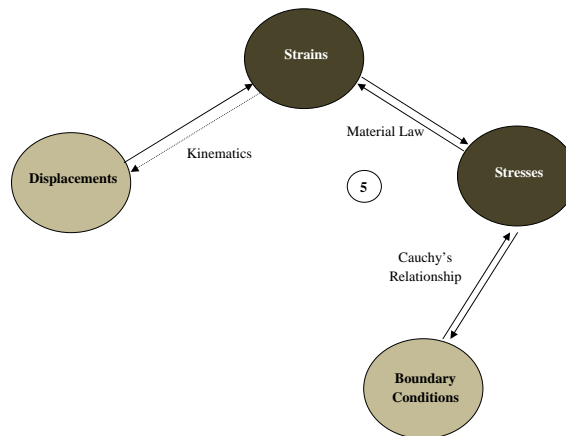 Strains
Material Law
Kinematics
Displacements
Stresses
5
Cauchy's
Relationship
Boundary
Conditions